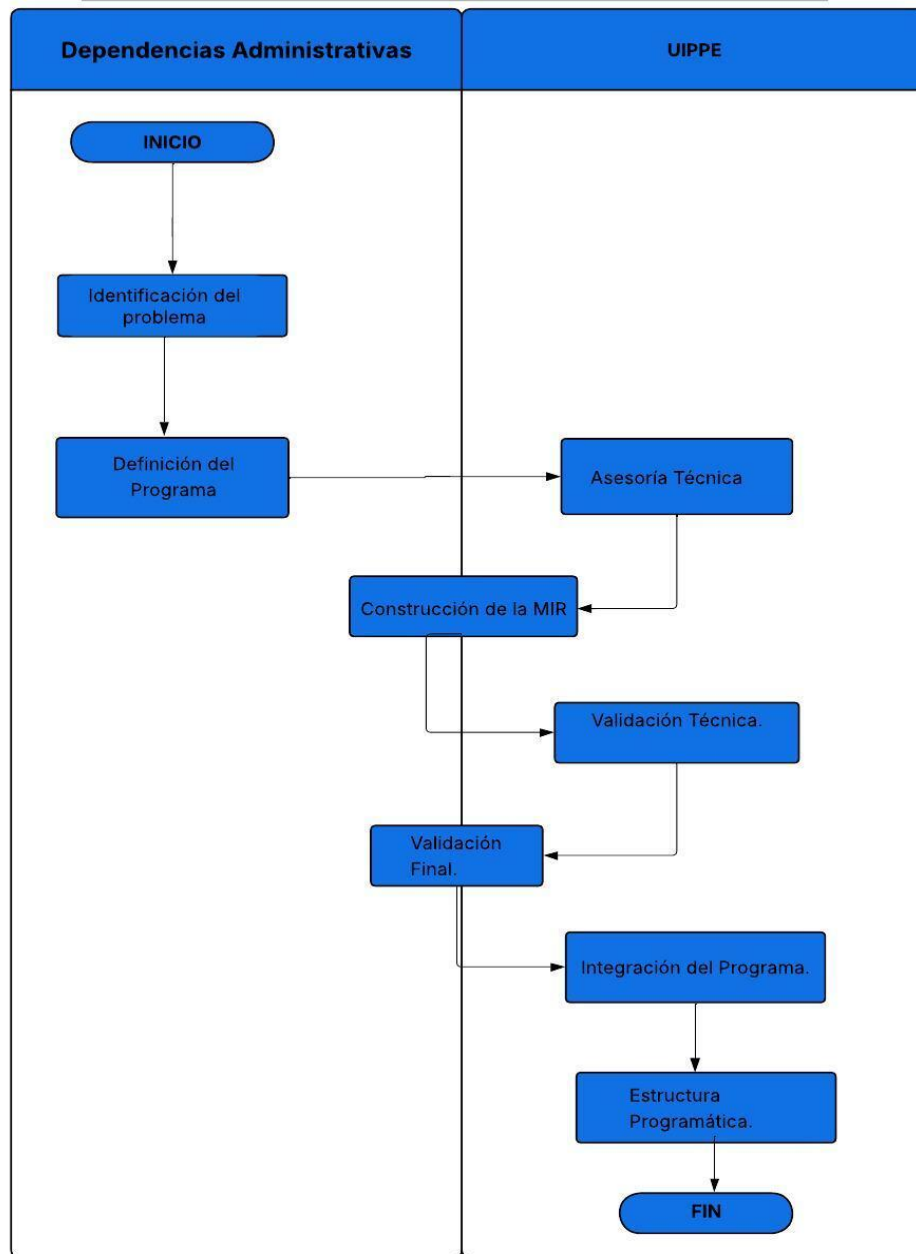 Dependencias Administrativas
UIPPE
INICIO
Identificación del
problema
Definición del
Programa
Asesoría Técnica
Construcción de la MIR
Validación Técnica.
Validación
Final.
Integración del Programa.
Estructura
Programática.
FIN